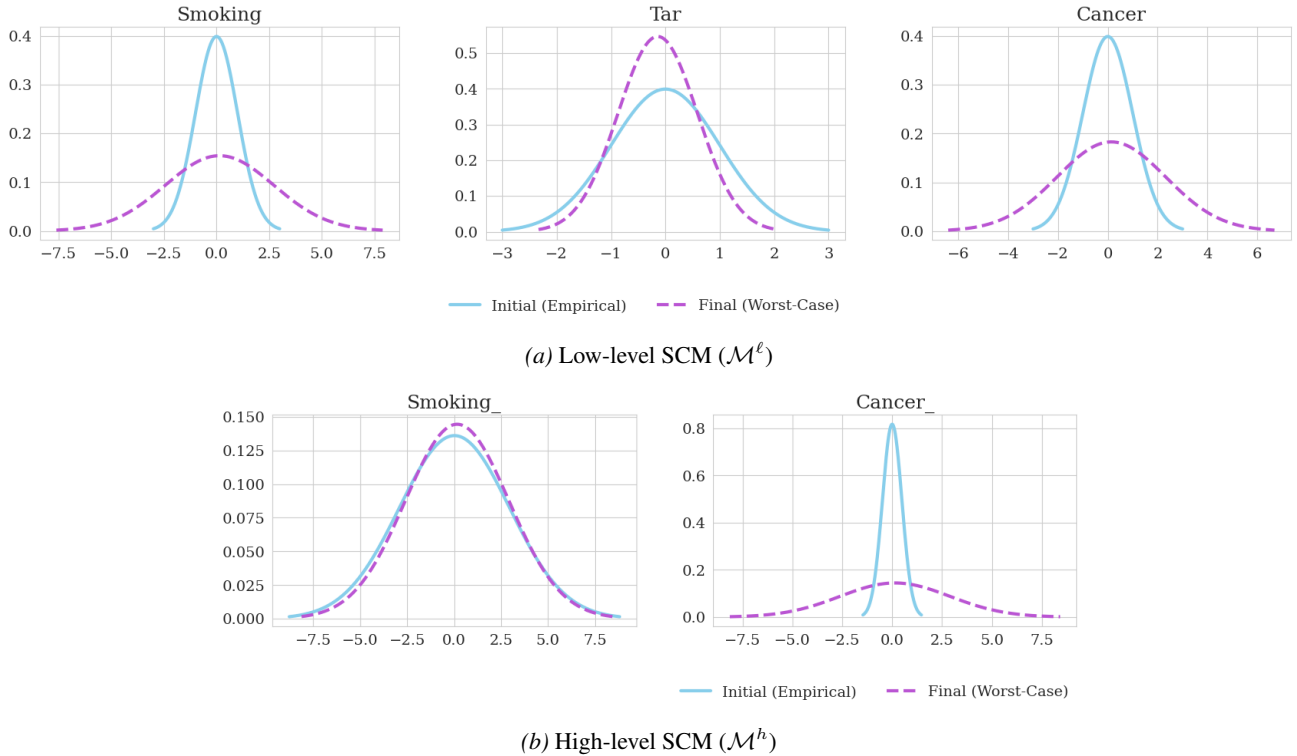 Smoking
Tar
Cancer
0.4
0.3
0.2
0.1
0.0
−7.5 −5.0 −2.5 0.0 2.5 5.0 7.5
0.5
0.4
0.3
0.2
0.1
0.0
−3 −2 −1 0 1 2 3
0.4
0.3
0.2
0.1
0.0
−6 −4 −2 0 2 4 6
Initial (Empirical) Final (Worst-Case)
(a) Low-level SCM (ℳ^ℓ)
Smoking_
Cancer_
0.150
0.125
0.100
0.075
0.050
0.025
0.000
−7.5 −5.0 −2.5 0.0 2.5 5.0 7.5
0.8
0.6
0.4
0.2
0.0
−7.5 −5.0 −2.5 0.0 2.5 5.0 7.5
Initial (Empirical) Final (Worst-Case)
(b) High-level SCM (ℳ^h)